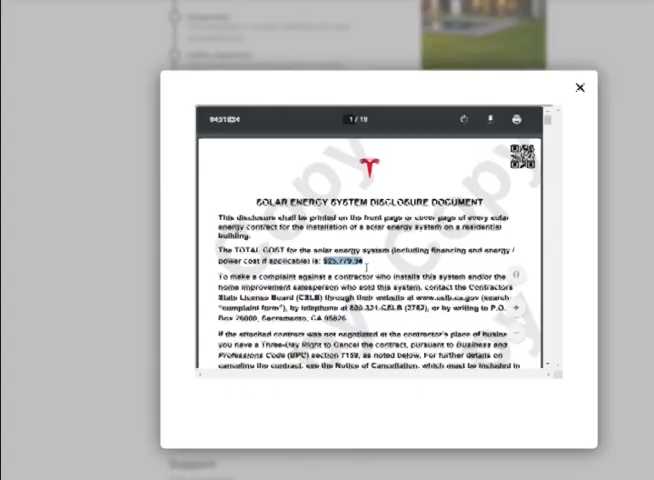 9431834
1 / 19
Copy
SOLAR ENERGY SYSTEM DISCLOSURE DOCUMENT
This disclosure shall be printed on the front page or cover page of every solar
energy contract for the installation of a solar energy system on a residential
building.
The TOTAL COST for the solar energy system (including financing and energy /
power cost if applicable) is:
To make a complaint against a contractor who installs this system and/or the
home improvement salesperson who sold this system, contact the Contractors
State License Board (CSLB) through their website at www.cslb.ca.gov (search
"complaint form"), by telephone at 800-321-CSLB (2752), or by writing to P.O.
Box 26000, Sacramento, CA 95826.
If the attached contract was not negotiated at the contractor's place of busine
you have a Three-Day Right to Cancel the contract, pursuant to Business and
Professions Code (BPC) section 7159, as noted below. For further details on
canceling the contract, see the Notice of Cancellation, which must be included in
Support